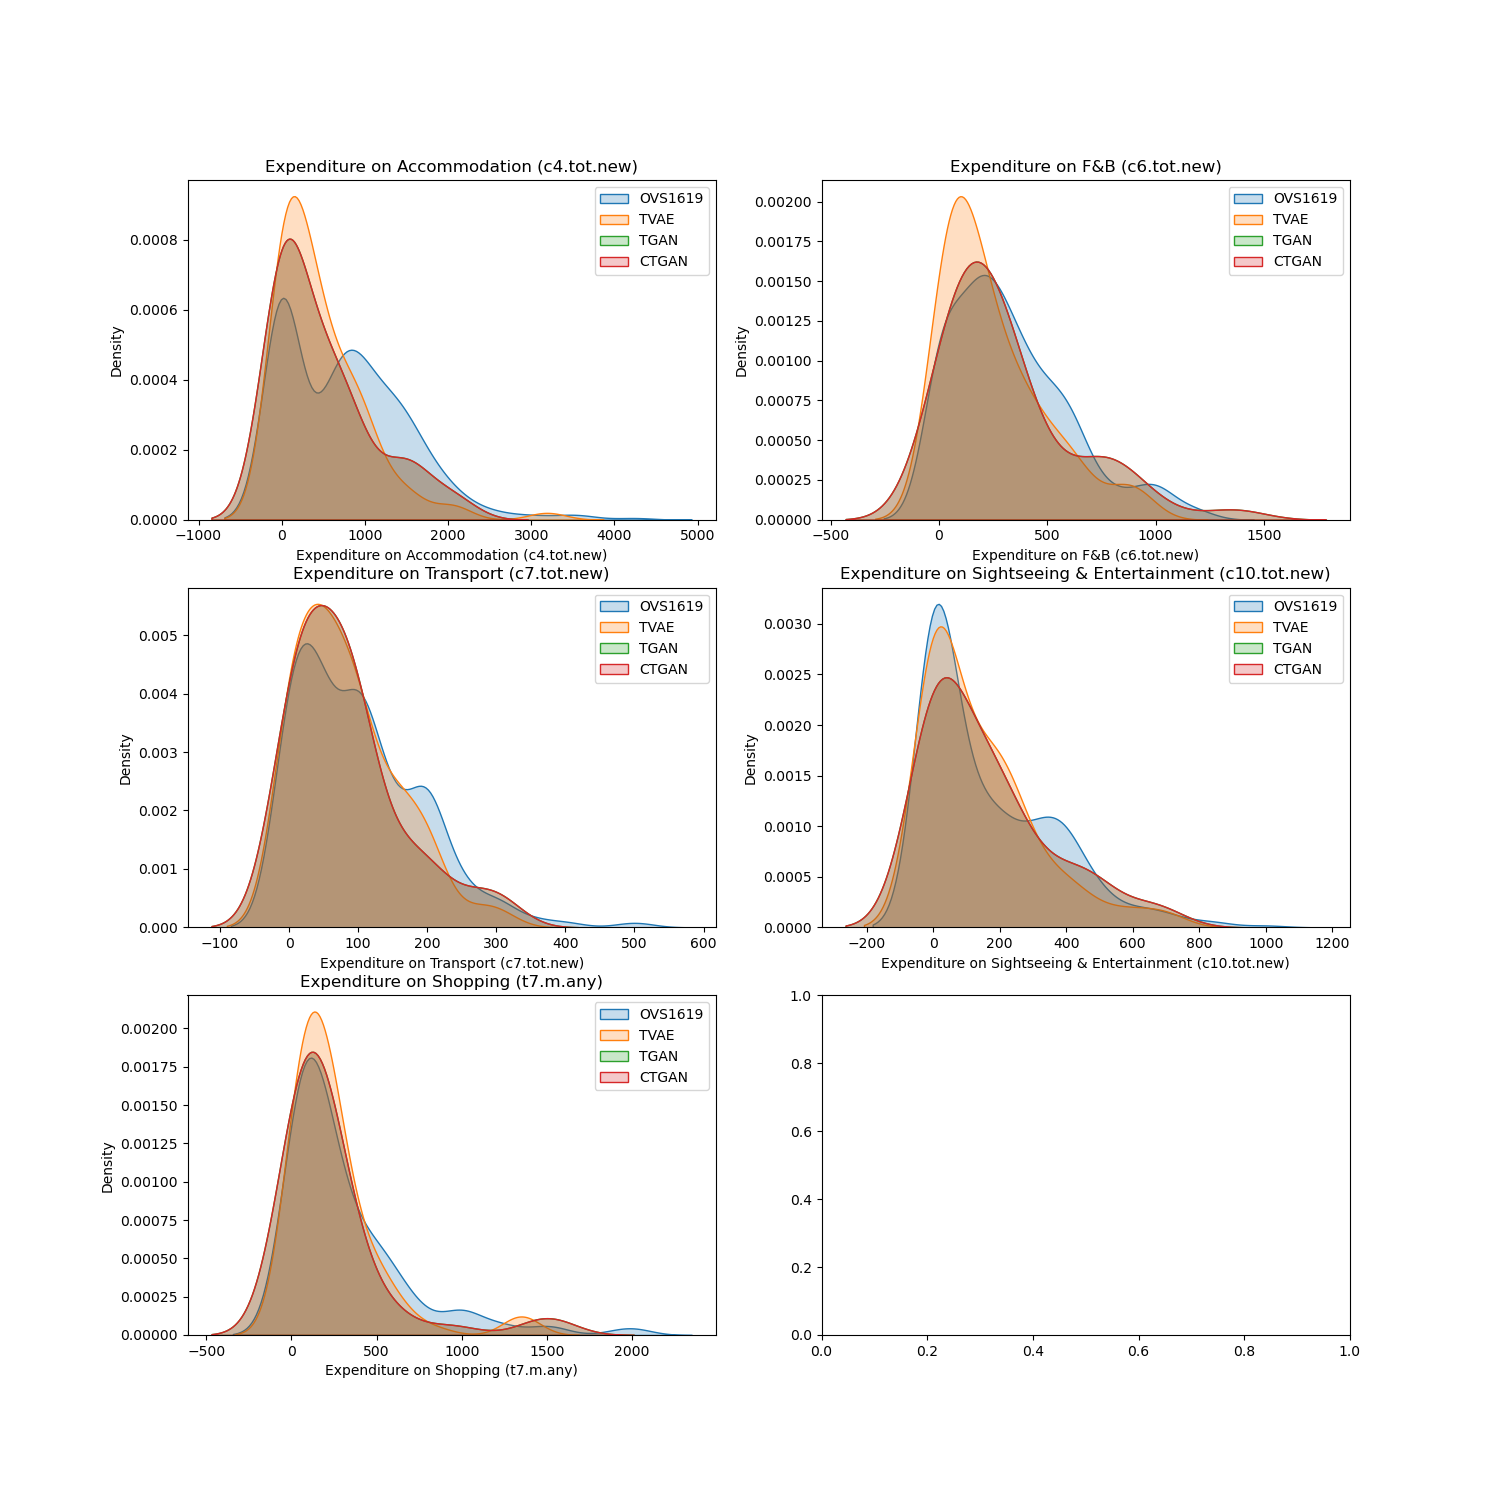 Expenditure on Accommodation (c4.tot.new)
OVS1619
TVAE
TGAN
CTGAN
0.0008
0.0006
0.0004
0.0002
0.0000
Density
−1000 0 1000 2000 3000 4000 5000
Expenditure on Accommodation (c4.tot.new)
Expenditure on F&B (c6.tot.new)
OVS1619
TVAE
TGAN
CTGAN
0.00200
0.00175
0.00150
0.00125
0.00100
0.00075
0.00050
0.00025
0.00000
Density
−500 0 500 1000 1500
Expenditure on F&B (c6.tot.new)
Expenditure on Transport (c7.tot.new)
OVS1619
TVAE
TGAN
CTGAN
0.005
0.004
0.003
0.002
0.001
0.000
Density
−100 0 100 200 300 400 500 600
Expenditure on Transport (c7.tot.new)
Expenditure on Sightseeing & Entertainment (c10.tot.new)
OVS1619
TVAE
TGAN
CTGAN
0.0030
0.0025
0.0020
0.0015
0.0010
0.0005
0.0000
Density
−200 0 200 400 600 800 1000 1200
Expenditure on Sightseeing & Entertainment (c10.tot.new)
Expenditure on Shopping (t7.m.any)
OVS1619
TVAE
TGAN
CTGAN
0.00200
0.00175
0.00150
0.00125
0.00100
0.00075
0.00050
0.00025
0.00000
Density
−500 0 500 1000 1500 2000
Expenditure on Shopping (t7.m.any)
1.0
0.8
0.6
0.4
0.2
0.0
0.0 0.2 0.4 0.6 0.8 1.0